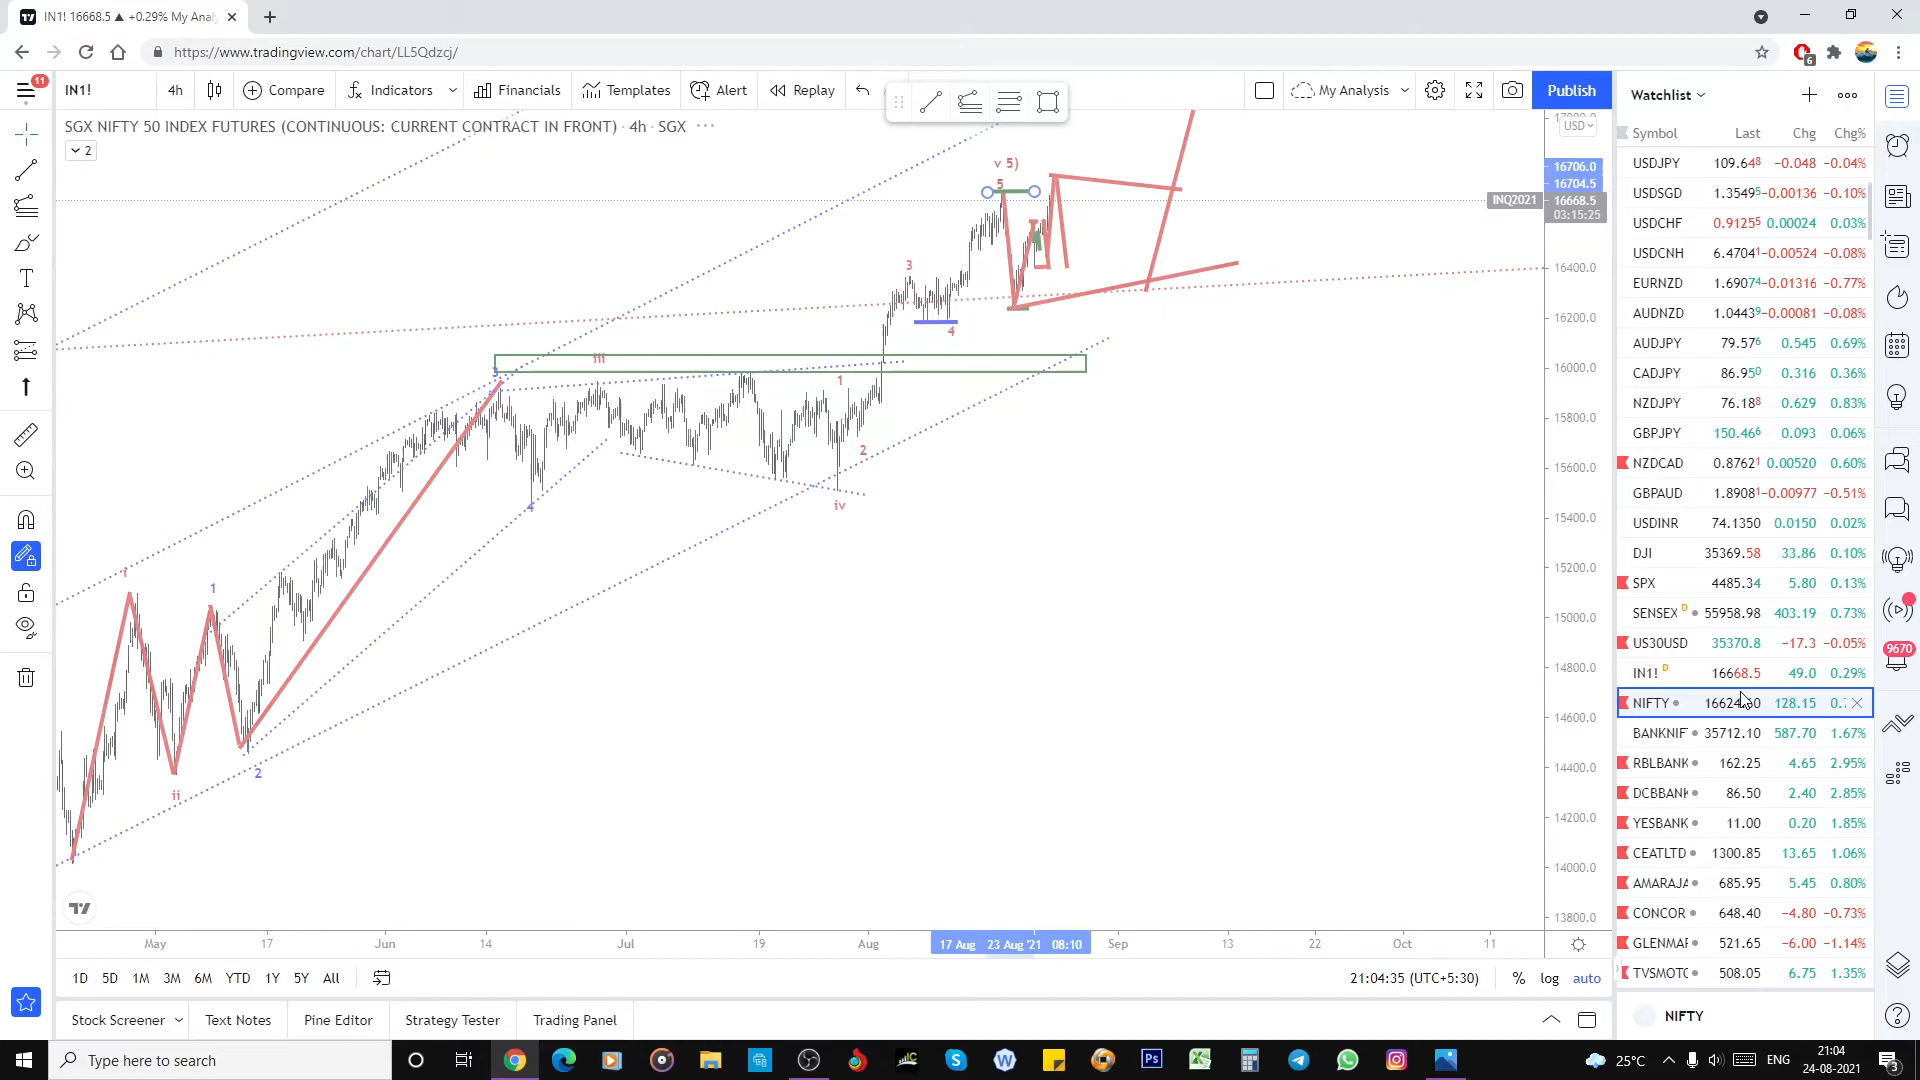 IN1! 16668.5 ▲ +0.29% My Anal
https://www.tradingview.com/chart/LL5Qdzcj/
6
11
IN1!
4h
Indicators
Compare
Financials
Templates
Alert
Replay
My Analysis
Publish
SGX NIFTY 50 INDEX FUTURES (CONTINUOUS: CURRENT CONTRACT IN FRONT) · 4h · SGX
2
USD
16706.0
16704.5
INQ2021 16668.5
03:15:25
16400.0
16200.0
16000.0
15800.0
15600.0
15400.0
15200.0
15000.0
14800.0
14600.0
14400.0
14200.0
14000.0
13800.0
v 5)
5
3
4
iii
3
1
2
iv
4
i
1
ii
2
May 17 Jun 14 Jul 19 Aug 17 Aug 23 Aug '21 08:10 Sep 13 22 Oct 11
1D 5D 1M 3M 6M YTD 1Y 5Y All
21:04:35 (UTC+5:30) % log auto
Stock Screener Text Notes Pine Editor Strategy Tester Trading Panel
Watchlist
Symbol Last Chg Chg%
USDJPY 109.648 −0.048 −0.04%
USDSGD 1.35495 −0.00136 −0.10%
USDCHF 0.91255 0.00024 0.03%
USDCNH 6.47041 −0.00524 −0.08%
EURNZD 1.69074 −0.01316 −0.77%
AUDNZD 1.04439 −0.00081 −0.08%
AUDJPY 79.576 0.545 0.69%
CADJPY 86.950 0.316 0.36%
NZDJPY 76.188 0.629 0.83%
GBPJPY 150.466 0.093 0.06%
NZDCAD 0.87621 0.00520 0.60%
GBPAUD 1.89081 −0.00977 −0.51%
USDINR 74.1350 0.0150 0.02%
DJI 35369.58 33.86 0.10%
SPX 4485.34 5.80 0.13%
SENSEX D 55958.98 403.19 0.73%
US30USD 35370.8 −17.3 −0.05%
IN1! D 16668.5 49.0 0.29%
NIFTY 128.15
BANKNIF 35712.10 587.70 1.67%
RBLBANK 162.25 4.65 2.95%
DCBBANK 86.50 2.40 2.85%
YESBANK 11.00 0.20 1.85%
CEATLTD 1300.85 13.65 1.06%
AMARAJA 685.95 5.45 0.80%
CONCOR 648.40 −4.80 −0.73%
GLENMAR 521.65 −6.00 −1.14%
TVSMOTO 508.05 6.75 1.35%
NIFTY
9670
Type here to search
25°C
ENG
21:04
24-08-2021
3